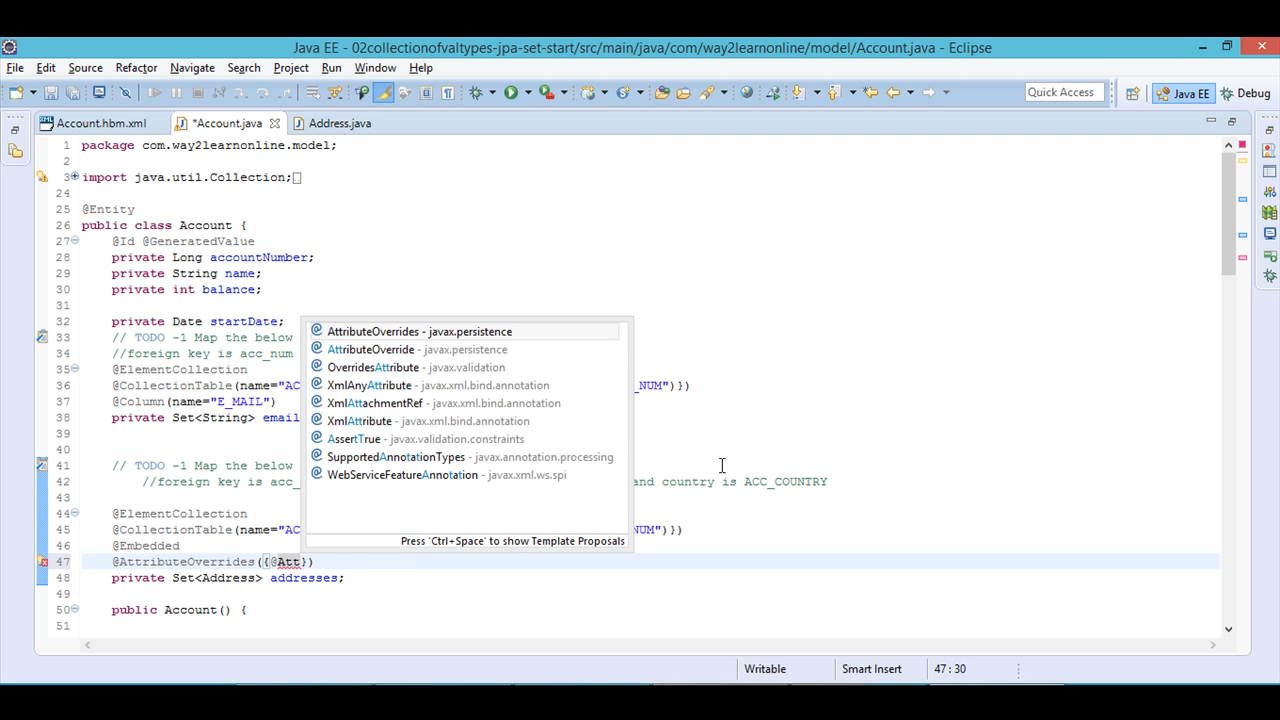 Java EE - 02collectionofvaltypes-jpa-set-start/src/main/java/com/way2learnonline/model/Account.java - Eclipse
File Edit Source Refactor Navigate Search Project Run Window Help
Quick Access Java EE Debug
Account.hbm.xml *Account.java Address.java
1 package com.way2learnonline.model;
2
3 import java.util.Collection;
24
25 @Entity
26 public class Account {
27 @Id @GeneratedValue
28 private Long accountNumber;
29 private String name;
30 private int balance;
31
32 private Date startDate;
33 // TODO -1 Map the below
34 //foreign key is acc_num
35 @ElementCollection
36 @CollectionTable(name="AC _NUM")})
37 @Column(name="E_MAIL")
38 private Set<String> email
39
40
41 // TODO -1 Map the below
42 //foreign key is acc_ and country is ACC_COUNTRY
43
44 @ElementCollection
45 @CollectionTable(name="AC NUM")})
46 @Embedded
47 @AttributeOverrides({@Att})
48 private Set<Address> addresses;
49
50 public Account() {
51
AttributeOverrides - javax.persistence
AttributeOverride - javax.persistence
OverridesAttribute - javax.validation
XmlAnyAttribute - javax.xml.bind.annotation
XmlAttachmentRef - javax.xml.bind.annotation
XmlAttribute - javax.xml.bind.annotation
AssertTrue - javax.validation.constraints
SupportedAnnotationTypes - javax.annotation.processing
WebServiceFeatureAnnotation - javax.xml.ws.spi
Press 'Ctrl+Space' to show Template Proposals
Writable Smart Insert 47 : 30